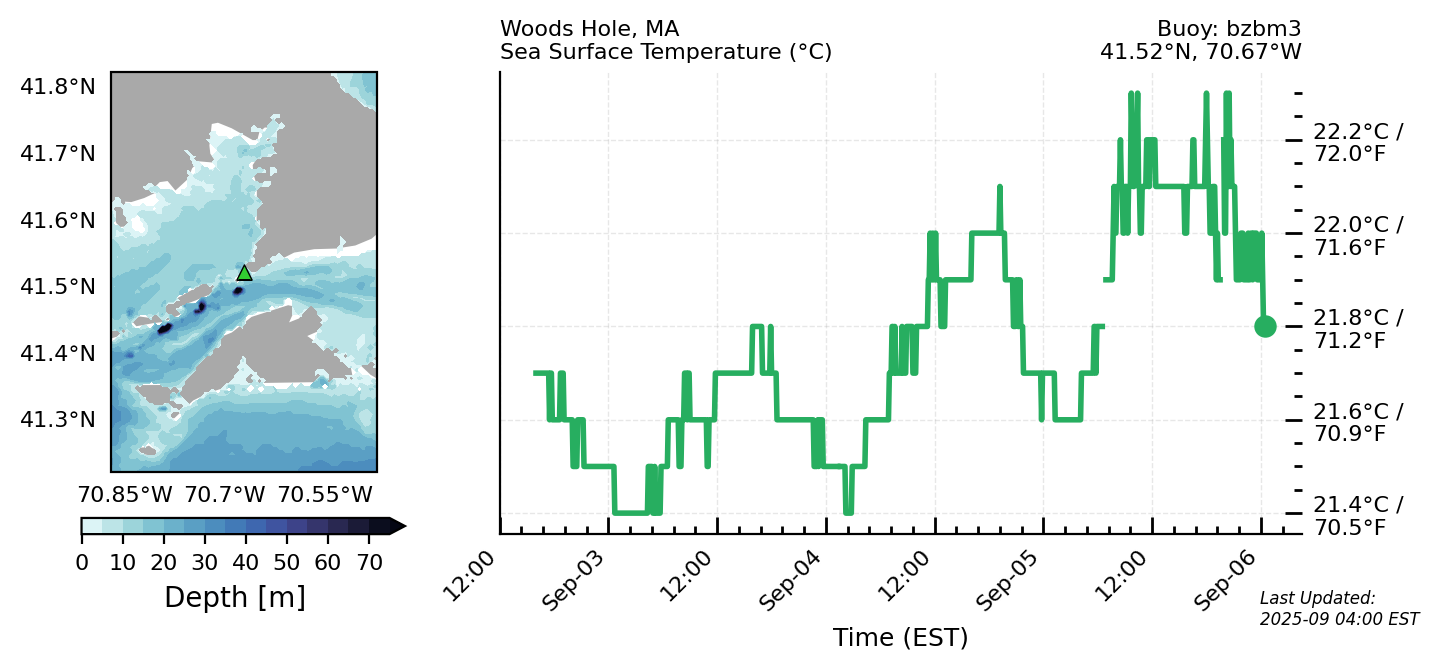 Woods Hole, MA
Sea Surface Temperature (°C)
Buoy: bzbm3
41.52°N, 70.67°W
41.8°N
41.7°N
41.6°N
41.5°N
41.4°N
41.3°N
70.85°W 70.7°W 70.55°W
0 10 20 30 40 50 60 70
Depth [m]
22.2°C /
72.0°F
22.0°C /
71.6°F
21.8°C /
71.2°F
21.6°C /
70.9°F
21.4°C /
70.5°F
12:00 Sep-03 12:00 Sep-04 12:00 Sep-05 12:00 Sep-06
Time (EST)
Last Updated:
2025-09 04:00 EST